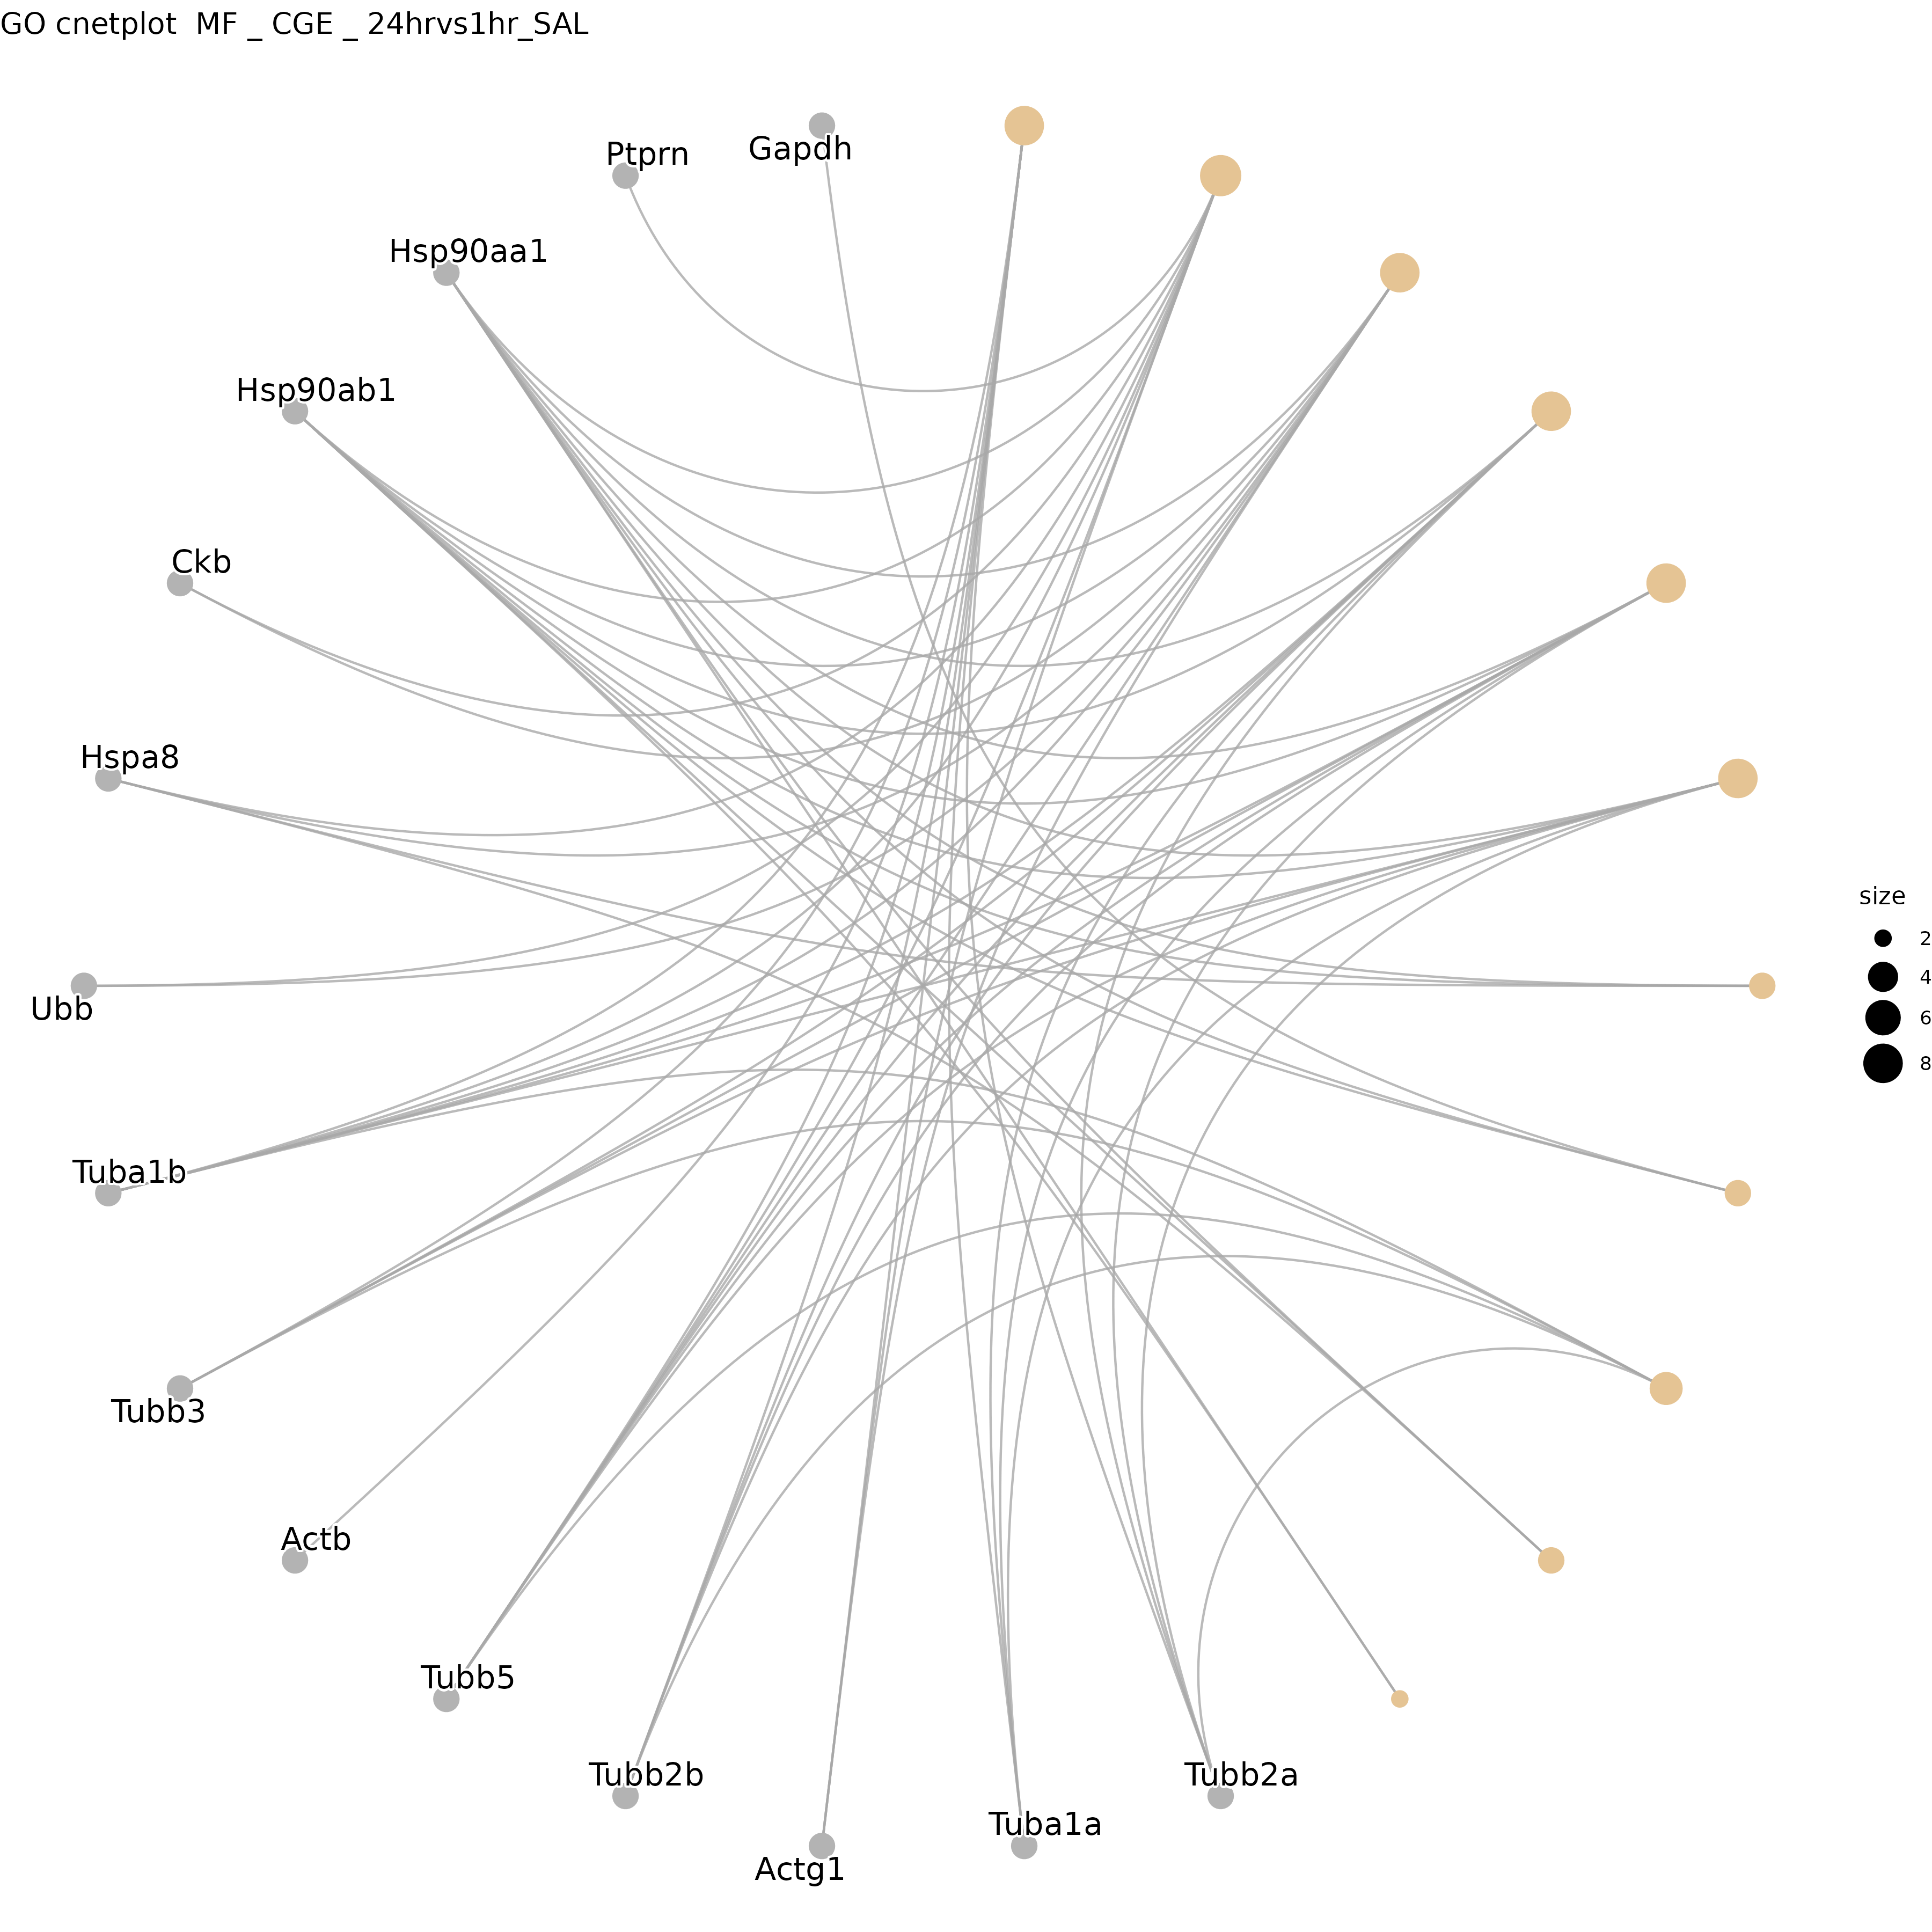 GO cnetplot  MF _ CGE _ 24hrvs1hr_SAL
Gapdh
Ptprn
Hsp90aa1
Hsp90ab1
Ckb
Hspa8
size
2
4
6
8
Ubb
Tuba1b
Tubb3
Actb
Tubb5
Tubb2b
Tubb2a
Tuba1a
Actg1